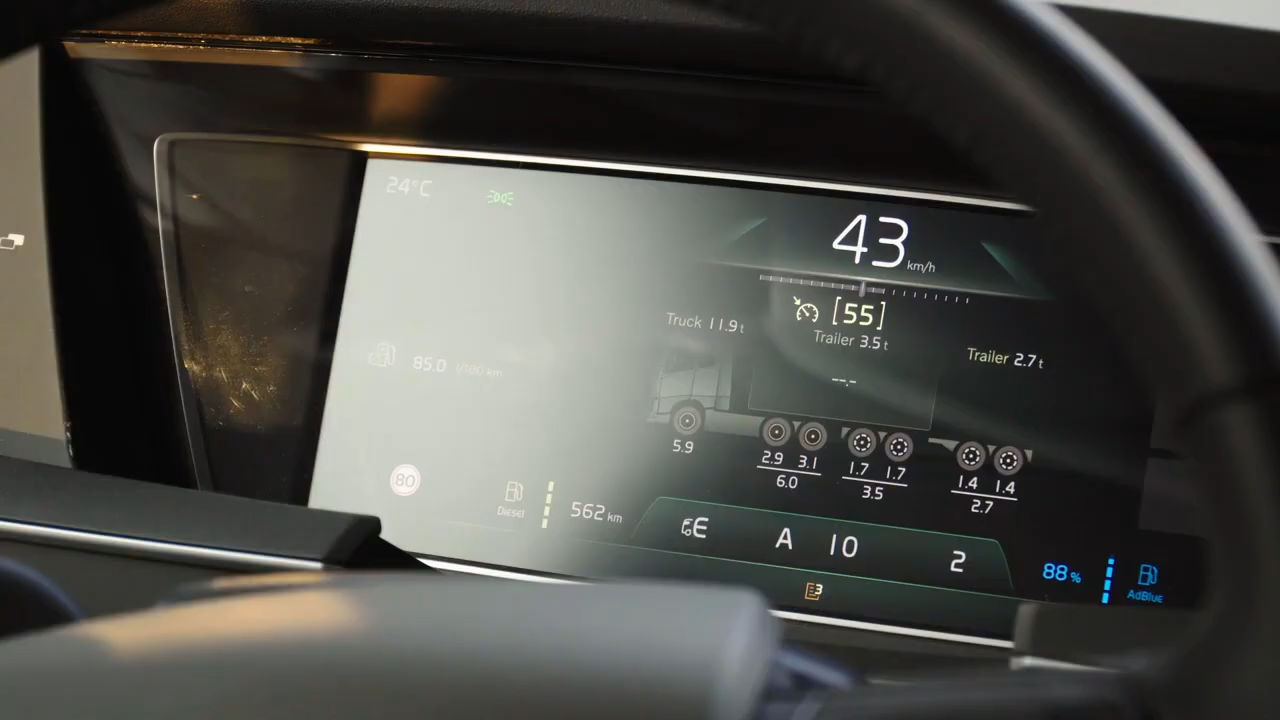 24°C
43 km/h
[55]
Truck 11.9 t
Trailer 3.5 t
Trailer 2.7 t
--.-
85.0 l/100 km
5.9
2.9 3.1
6.0
1.7 1.7
3.5
1.4 1.4
2.7
80
Diesel
562 km
E A 10 2
88 %
AdBlue
3